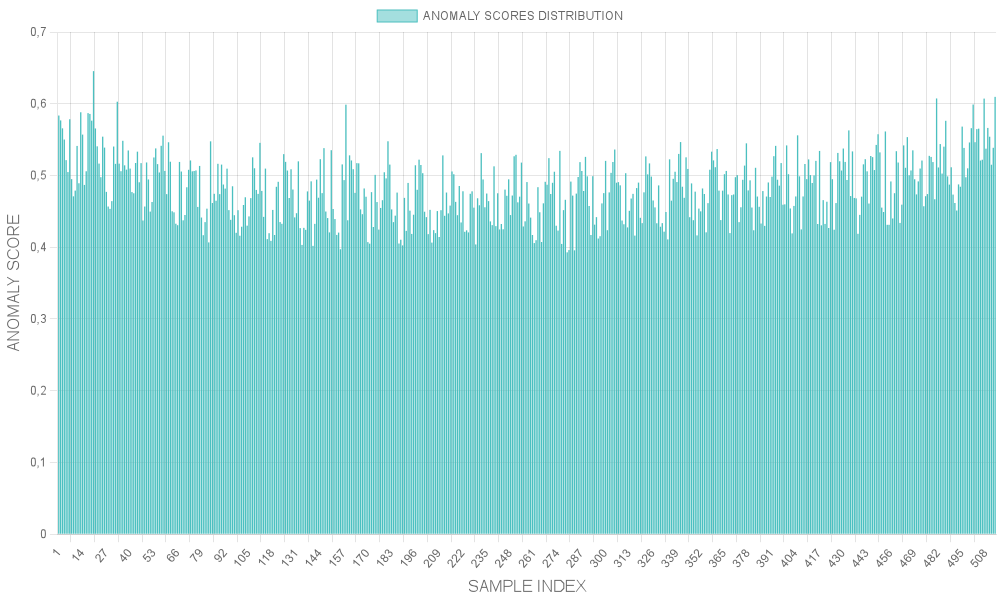 ANOMALY SCORES DISTRIBUTION
0,7
0,6
0,5
0,4
0,3
0,2
0,1
0
ANOMALY SCORE
1 14 27 40 53 66 79 92 105 118 131 144 157 170 183 196 209 222 235 248 261 274 287 300 313 326 339 352 365 378 391 404 417 430 443 456 469 482 495 508
SAMPLE INDEX